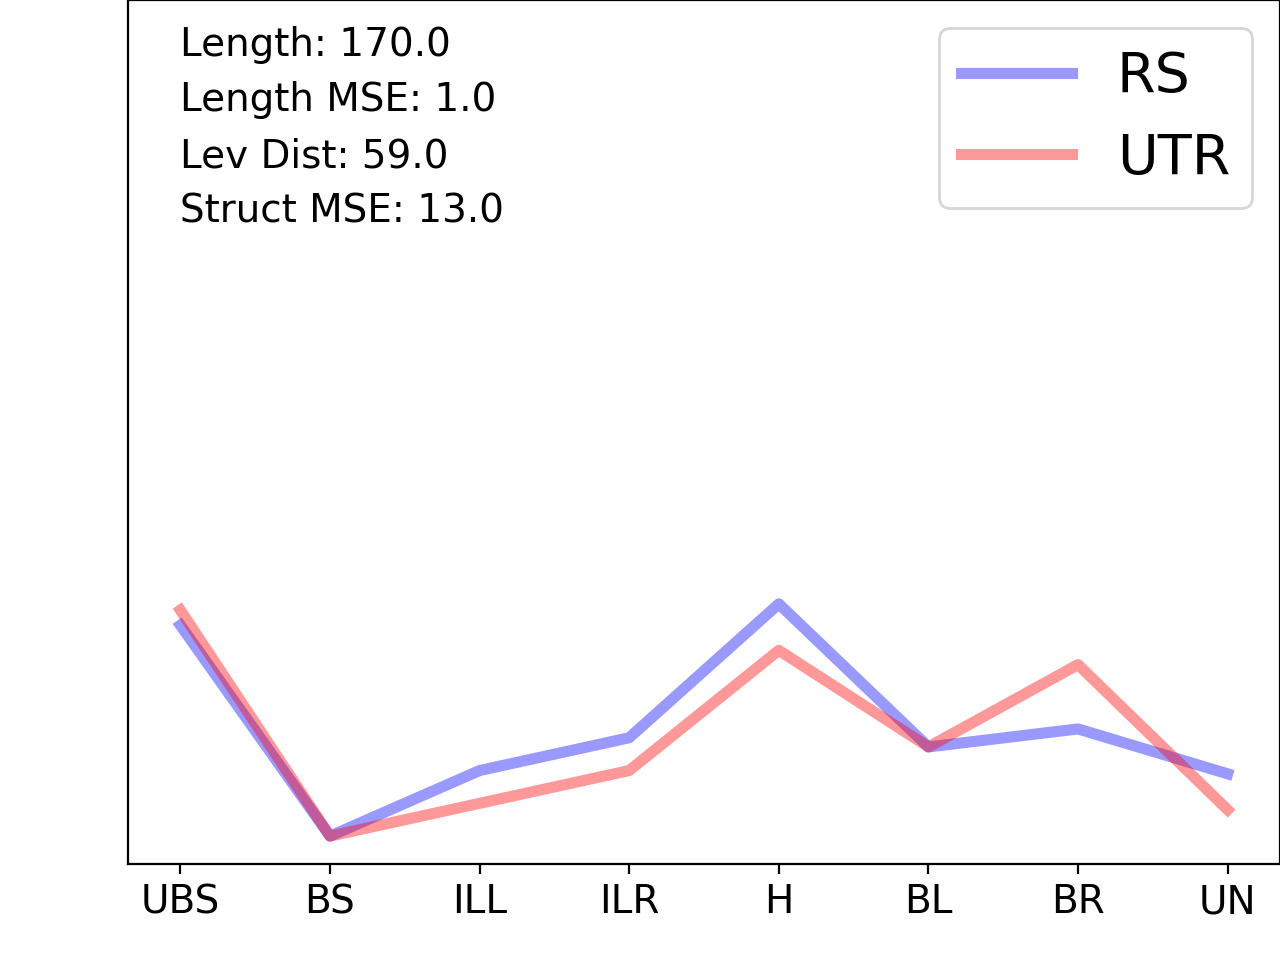 Length: 170.0
Length MSE: 1.0
Lev Dist: 59.0
Struct MSE: 13.0
RS
UTR
UBS BS ILL ILR H BL BR UN